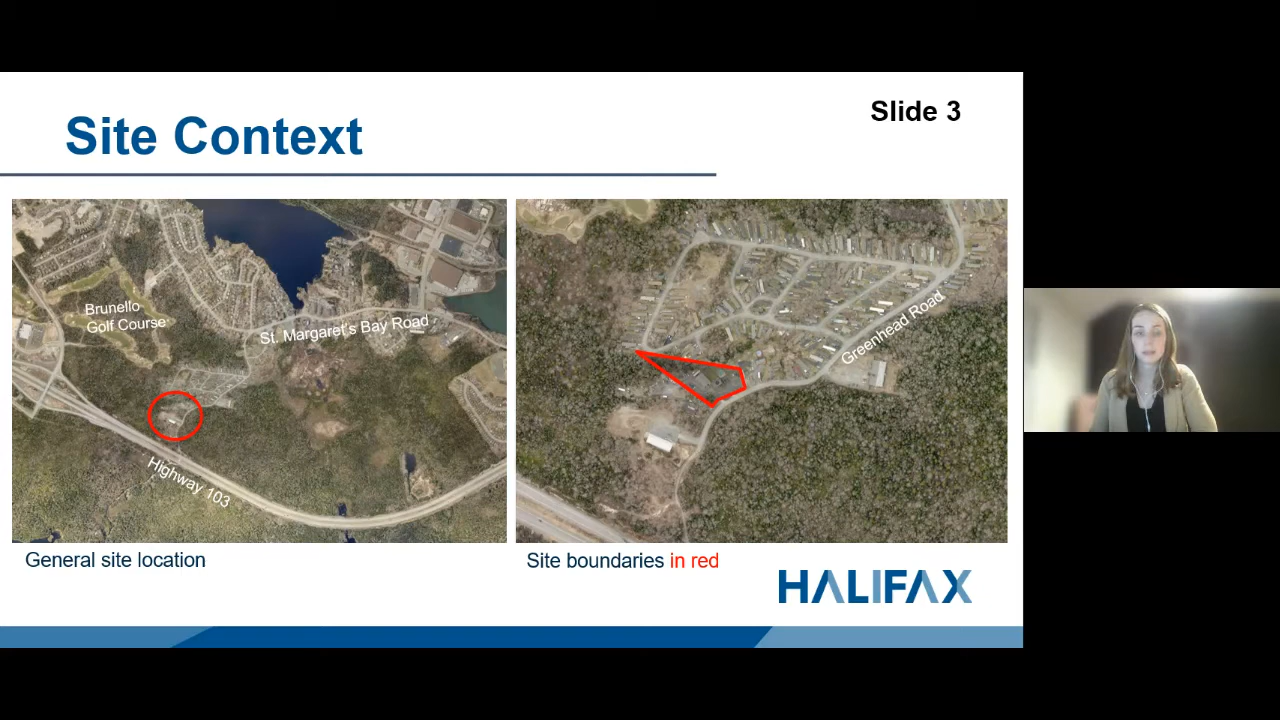 Site Context
Slide 3
Brunello
Golf Course
St. Margaret's Bay Road
Highway 103
Greenhead Road
General site location
Site boundaries in red
HALIFAX